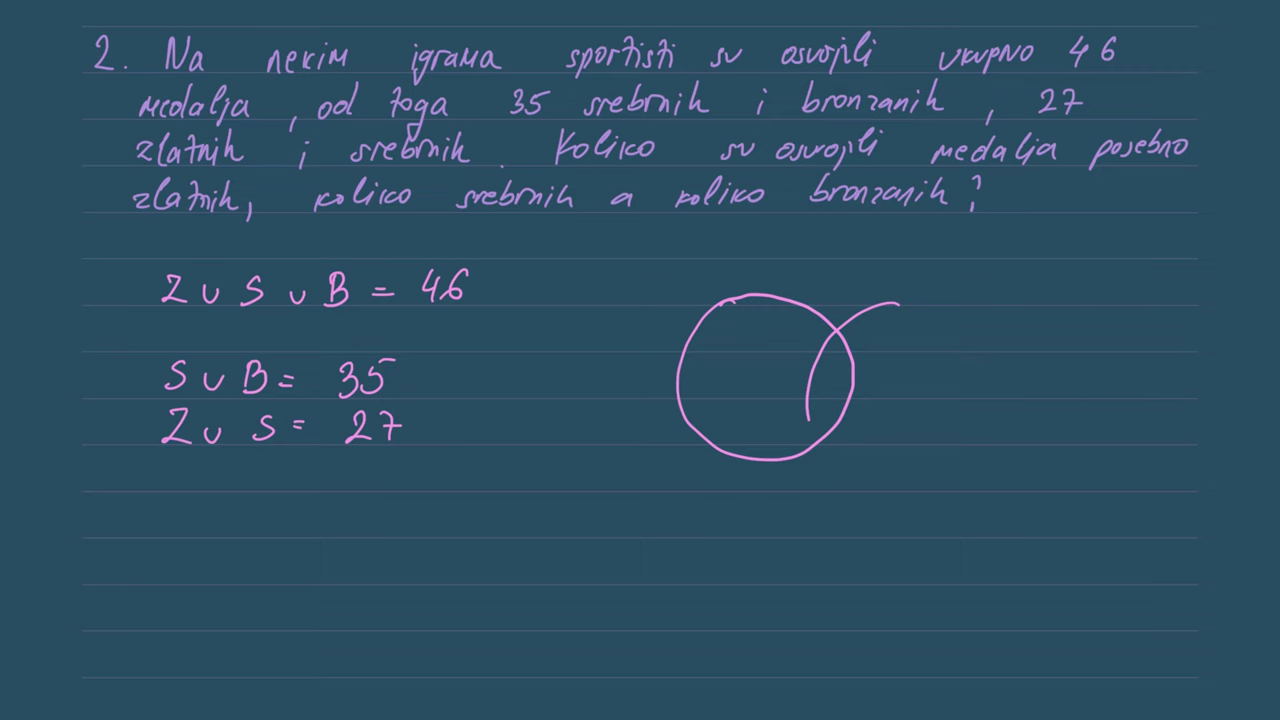 2. Na nekim igrama sportisti su osvojili ukupno 46
medalja, od toga 35 srebrnih i bronzanih, 27
zlatnih i srebrnih. Koliko su osvojili medalja posebno
zlatnih, koliko srebrnih a koliko bronzanih?
Z ∪ S ∪ B = 46
S ∪ B = 35
Z ∪ S = 27